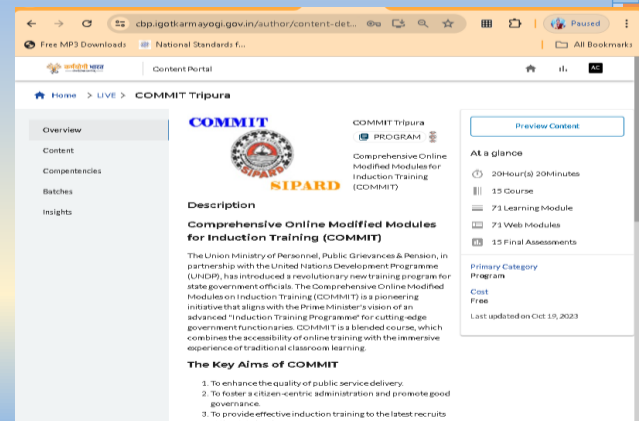 cbp.igotkarmayogi.gov.in/author/content-det...
Paused
Free MP3 Downloads
National Standards f...
All Bookmarks
कर्मयोगी भारत
Content Portal
AC
Home > LIVE > COMMIT Tripura
Overview
Content
Compentencies
Batches
Insights
COMMIT
SIPARD
SIPARD
COMMIT Tripura
PROGRAM
Comprehensive Online
Modified Modules for
Induction Training
(COMMIT)
Description
Comprehensive Online Modified Modules
for Induction Training (COMMIT)
The Union Ministry of Personnel, Public Grievances & Pension, in
partnership with the United Nations Development Programme
(UNDP), has introduced a revolutionary new training program for
state government officials. The Comprehensive Online Modified
Modules on Induction Training (COMMIT) is a pioneering
initiative that aligns with the Prime Minister's vision of an
advanced "Induction Training Programme" for cutting-edge
government functionaries. COMMIT is a blended course, which
combines the accessibility of online training with the immersive
experience of traditional classroom learning.
The Key Aims of COMMIT
1. To enhance the quality of public service delivery.
2. To foster a citizen-centric administration and promote good
governance.
3. To provide effective induction training to the latest recruits
Preview Content
At a glance
20Hour(s) 20Minutes
15 Course
71 Learning Module
71 Web Modules
15 Final Assessments
Primary Category
Program
Cost
Free
Last updated on Oct 19, 2023